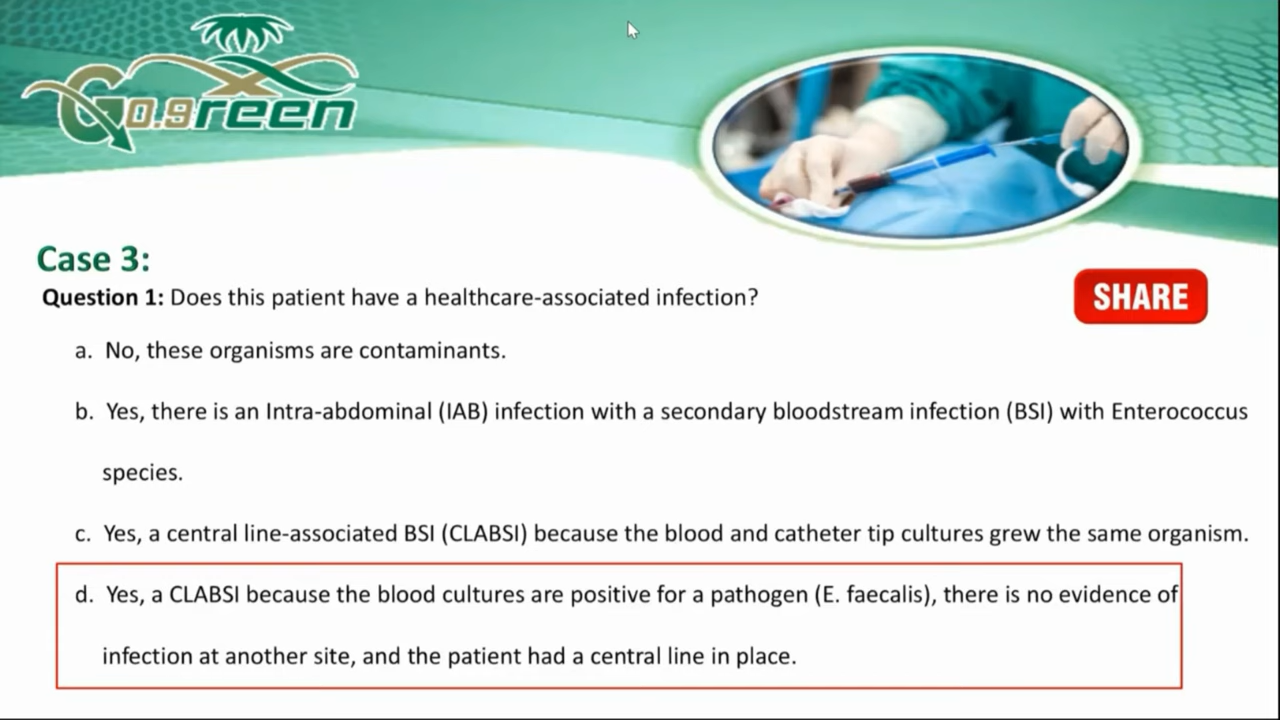 Go.green
Case 3:
Question 1: Does this patient have a healthcare-associated infection?
SHARE
a. No, these organisms are contaminants.
b. Yes, there is an Intra-abdominal (IAB) infection with a secondary bloodstream infection (BSI) with Enterococcus
species.
c. Yes, a central line-associated BSI (CLABSI) because the blood and catheter tip cultures grew the same organism.
d. Yes, a CLABSI because the blood cultures are positive for a pathogen (E. faecalis), there is no evidence of
infection at another site, and the patient had a central line in place.